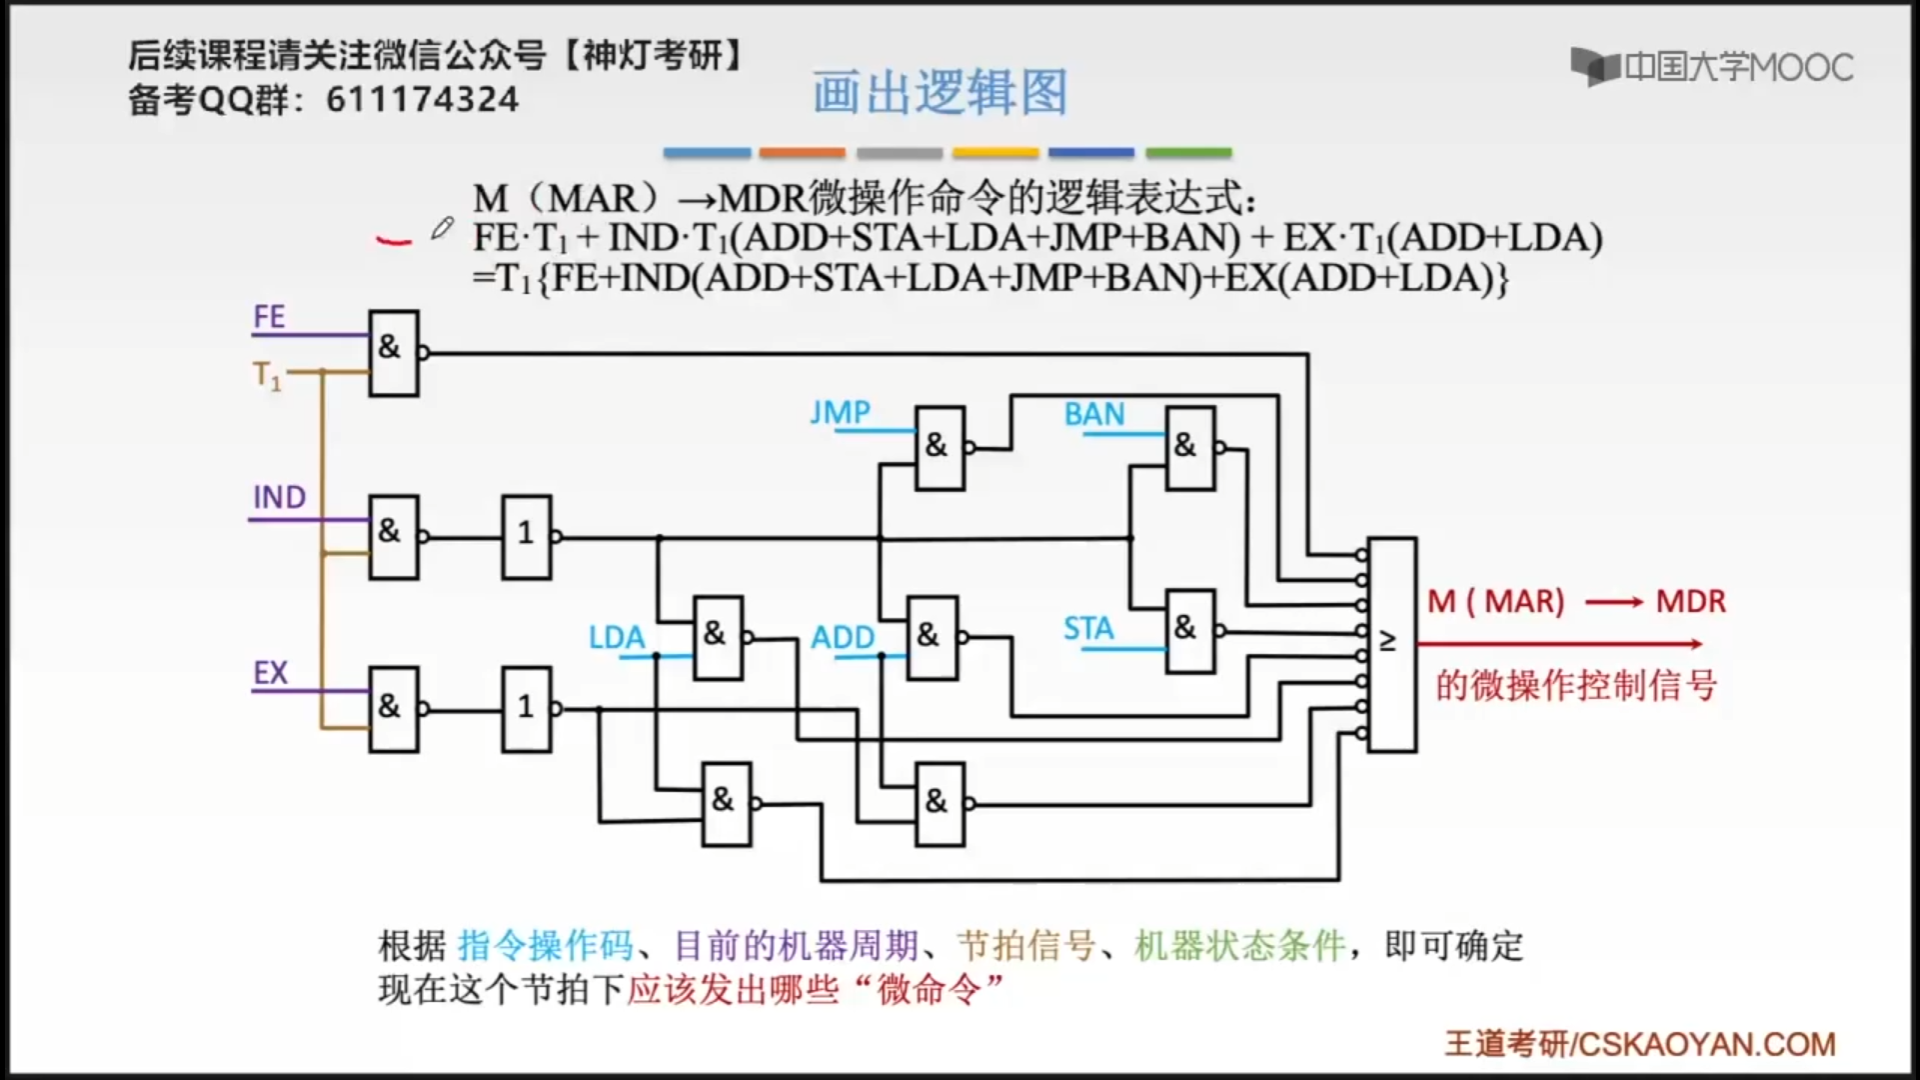 后续课程请关注微信公众号【神灯考研】
备考QQ群：611174324
中国大学MOOC
画出逻辑图
M（MAR）→MDR微操作命令的逻辑表达式：
FE·T₁ + IND·T₁(ADD+STA+LDA+JMP+BAN) + EX·T₁(ADD+LDA)
=T₁{FE+IND(ADD+STA+LDA+JMP+BAN)+EX(ADD+LDA)}
FE
&
T₁
JMP
&
BAN
&
IND
&
1
LDA
&
ADD
&
STA
&
≥
M ( MAR) → MDR
的微操作控制信号
EX
&
1
&
&
根据 指令操作码、目前的机器周期、节拍信号、机器状态条件，即可确定
现在这个节拍下应该发出哪些“微命令”
王道考研/CSKAOYAN.COM